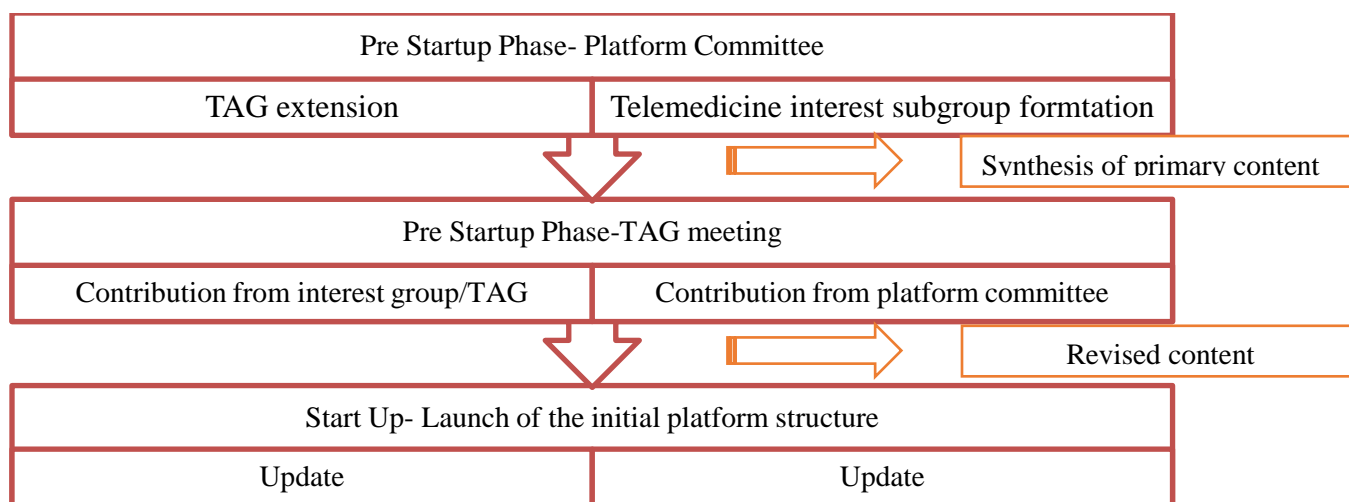 Pre Startup Phase- Platform Committee
TAG extension
Telemedicine interest subgroup formtation
Synthesis of primary content
Pre Startup Phase-TAG meeting
Contribution from interest group/TAG
Contribution from platform committee
Revised content
Start Up- Launch of the initial platform structure
Update
Update